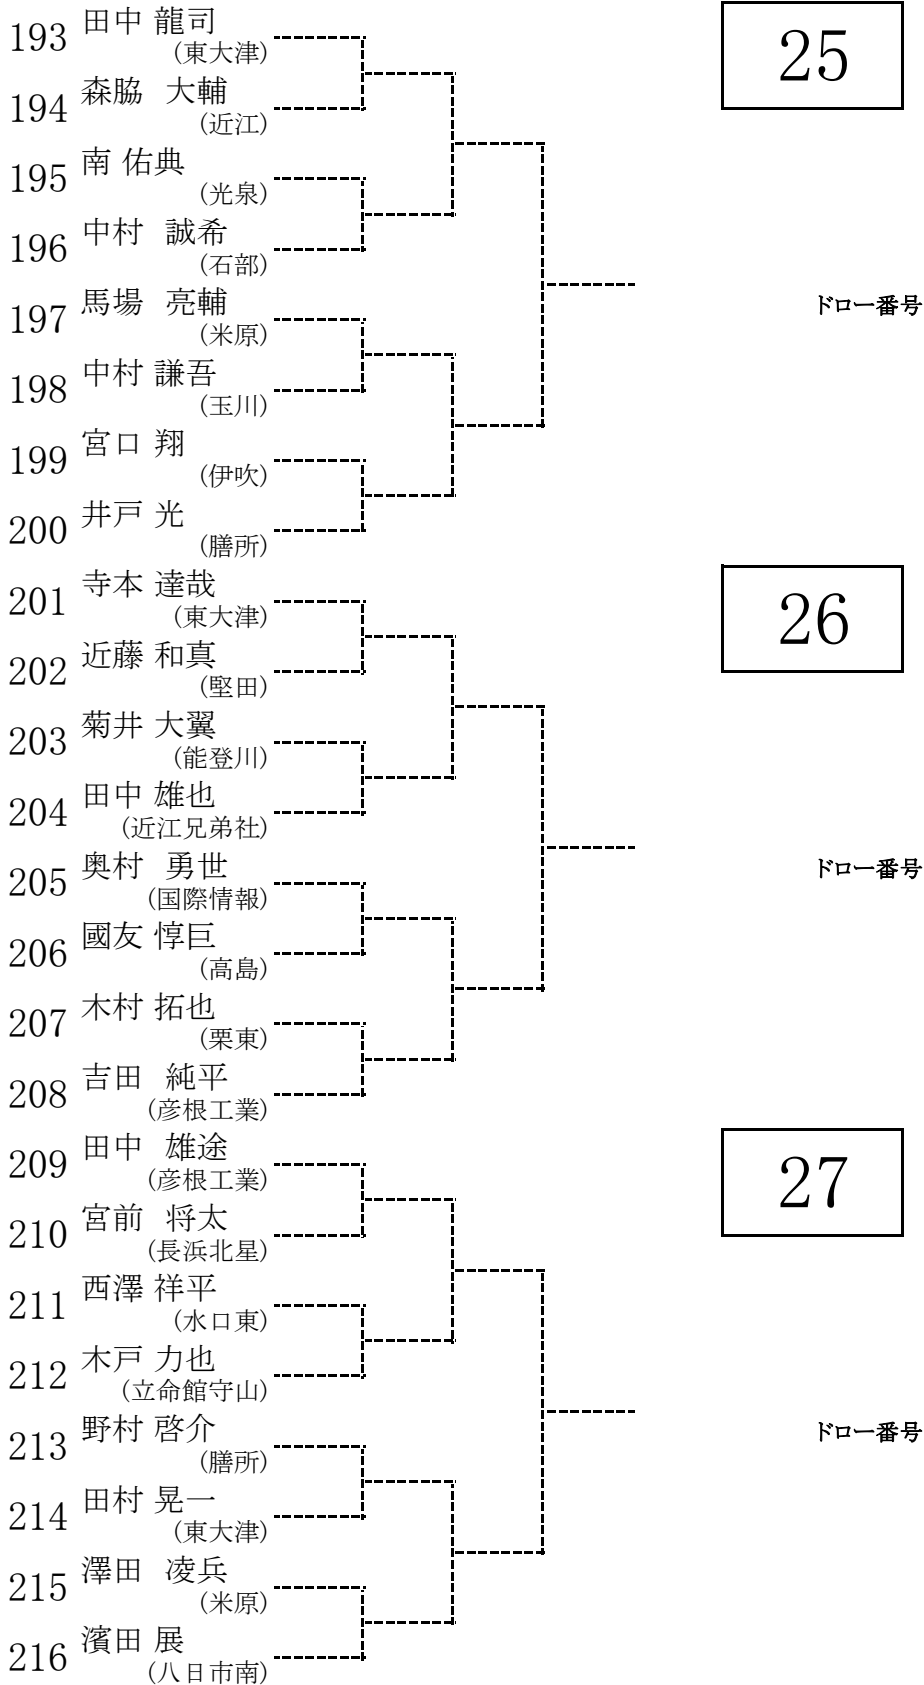 193 田中 龍司
(東大津)
25
194 森脇 大輔
(近江)
195 南 佑典
(光泉)
196 中村 誠希
(石部)
197 馬場 亮輔
(米原)
ドロー番号
198 中村 謙吾
(玉川)
199 宮口 翔
(伊吹)
200 井戸 光
(膳所)
201 寺本 達哉
(東大津)
26
202 近藤 和真
(堅田)
203 菊井 大翼
(能登川)
204 田中 雄也
(近江兄弟社)
205 奥村 勇世
(国際情報)
ドロー番号
206 國友 惇巨
(高島)
207 木村 拓也
(栗東)
208 吉田 純平
(彦根工業)
209 田中 雄途
(彦根工業)
27
210 宮前 将太
(長浜北星)
211 西澤 祥平
(水口東)
212 木戸 力也
(立命館守山)
213 野村 啓介
(膳所)
ドロー番号
214 田村 晃一
(東大津)
215 澤田 凌兵
(米原)
216 濱田 展
(八日市南)